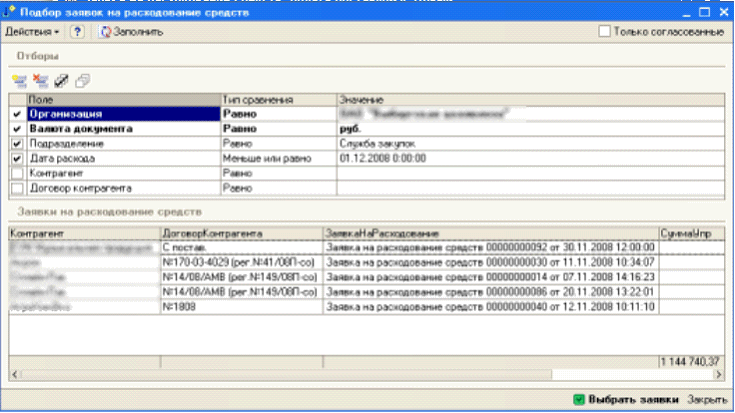 Подбор заявок на расходование средств
Действия ? Заполнить Только согласованные
Отборы
Поле Тип сравнения Значение
Организация Равно
Валюта документа Равно руб.
Подразделение Равно Служба закупок
Дата расхода Меньше или равно 01.12.2008 0:00:00
Контрагент Равно
Договор контрагента Равно
Заявки на расходование средств
Контрагент ДоговорКонтрагента ЗаявкаНаРасходование СуммаУпр
С постав. Заявка на расходование средств 00000000092 от 30.11.2008 12:00:00
№170-03-4029 (рег.№41/08П-со) Заявка на расходование средств 00000000030 от 11.11.2008 10:34:07
№14/08/АМВ (рег.№149/08П-со) Заявка на расходование средств 00000000014 от 07.11.2008 14:16:23
№14/08/АМВ (рег.№149/08П-со) Заявка на расходование средств 00000000086 от 20.11.2008 13:22:01
№1808 Заявка на расходование средств 00000000040 от 12.11.2008 10:11:10
1 144 740,37
Выбрать заявки Закрыть